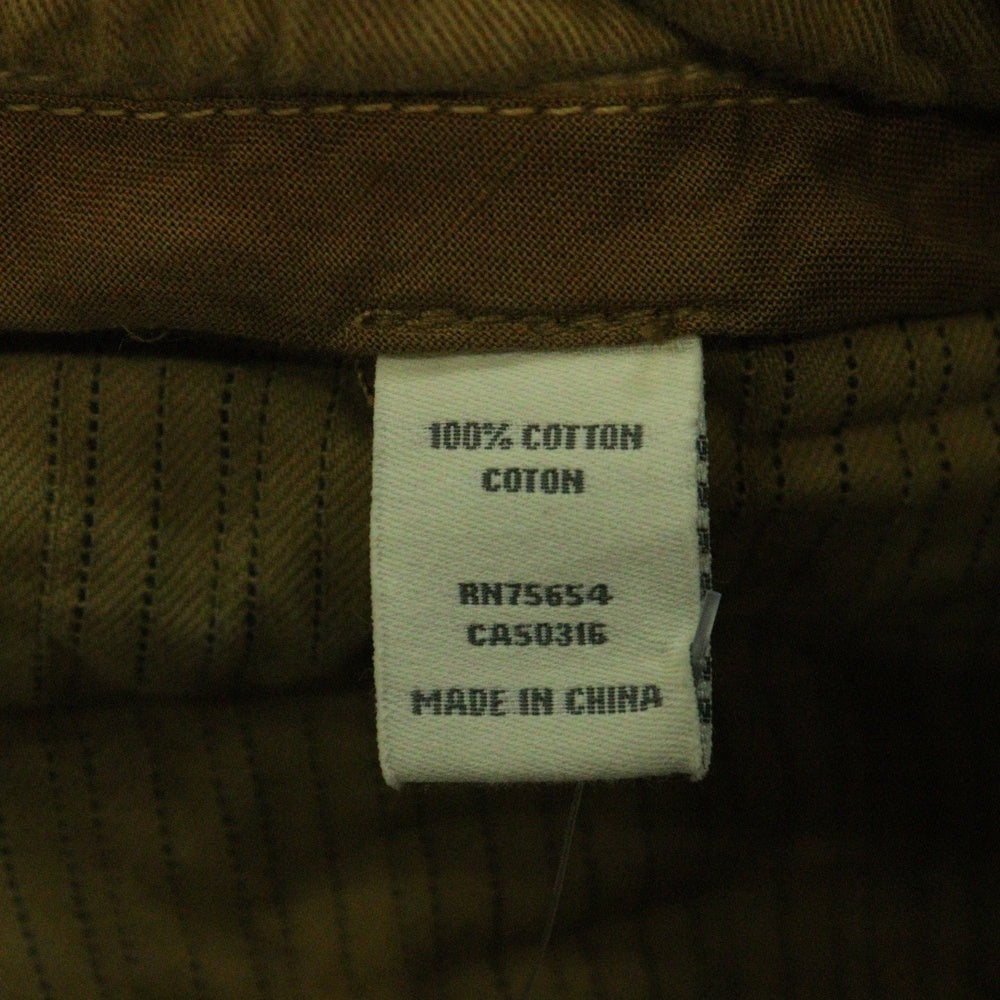 100% COTTON
COTON
RN75654
CA50316
MADE IN CHINA